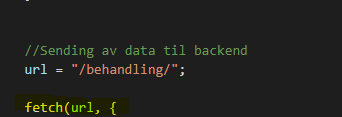 //Sending av data til backend
url = "/behandling/";
fetch(url, {